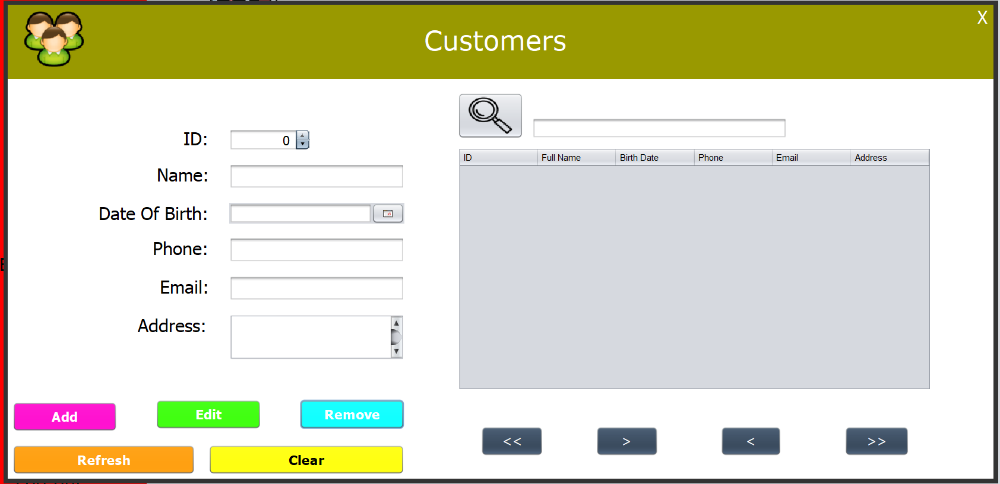 X
Customers
ID:
0
Name:
Date Of Birth:
Phone:
Email:
Address:
Add
Edit
Remove
Refresh
Clear
ID Full Name Birth Date Phone Email Address
<< > < >>